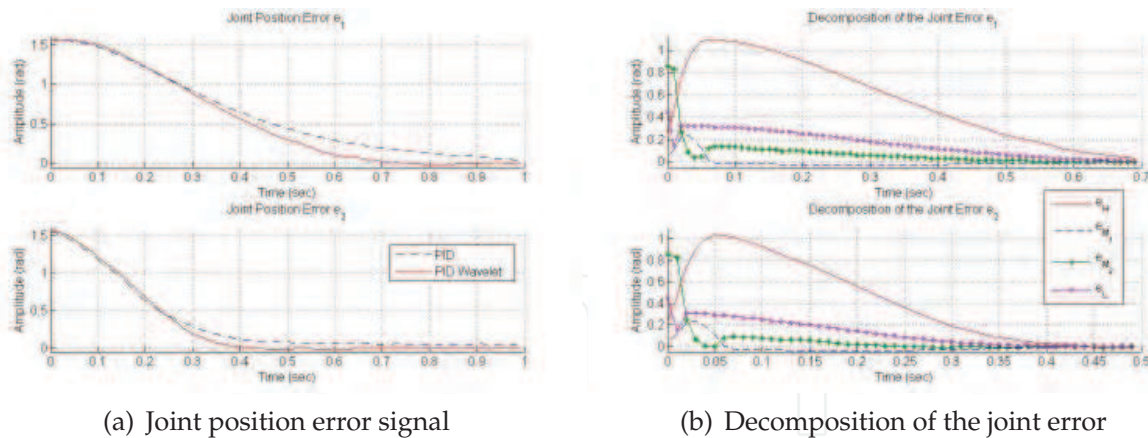 Joint Position Error e1
Amplitude (rad)
1.5
1
0.5
0
0 0.1 0.2 0.3 0.4 0.5 0.6 0.7 0.8 0.9 1
Time (sec)
Joint Position Error e2
Amplitude (rad)
1.5
1
0.5
0
PID
PID Wavelet
0 0.1 0.2 0.3 0.4 0.5 0.6 0.7 0.8 0.9 1
Time (sec)
(a) Joint position error signal
Decomposition of the Joint Error e1
Amplitude (rad)
1
0.8
0.6
0.4
0.2
0
0 0.1 0.2 0.3 0.4 0.5 0.6 0.7
Time (sec)
Decomposition of the Joint Error e2
Amplitude (rad)
1
0.8
0.6
0.4
0.2
0
eH
eM1
eM2
eL
0 0.05 0.1 0.15 0.2 0.25 0.3 0.35 0.4 0.45 0.5
Time (sec)
(b) Decomposition of the joint error